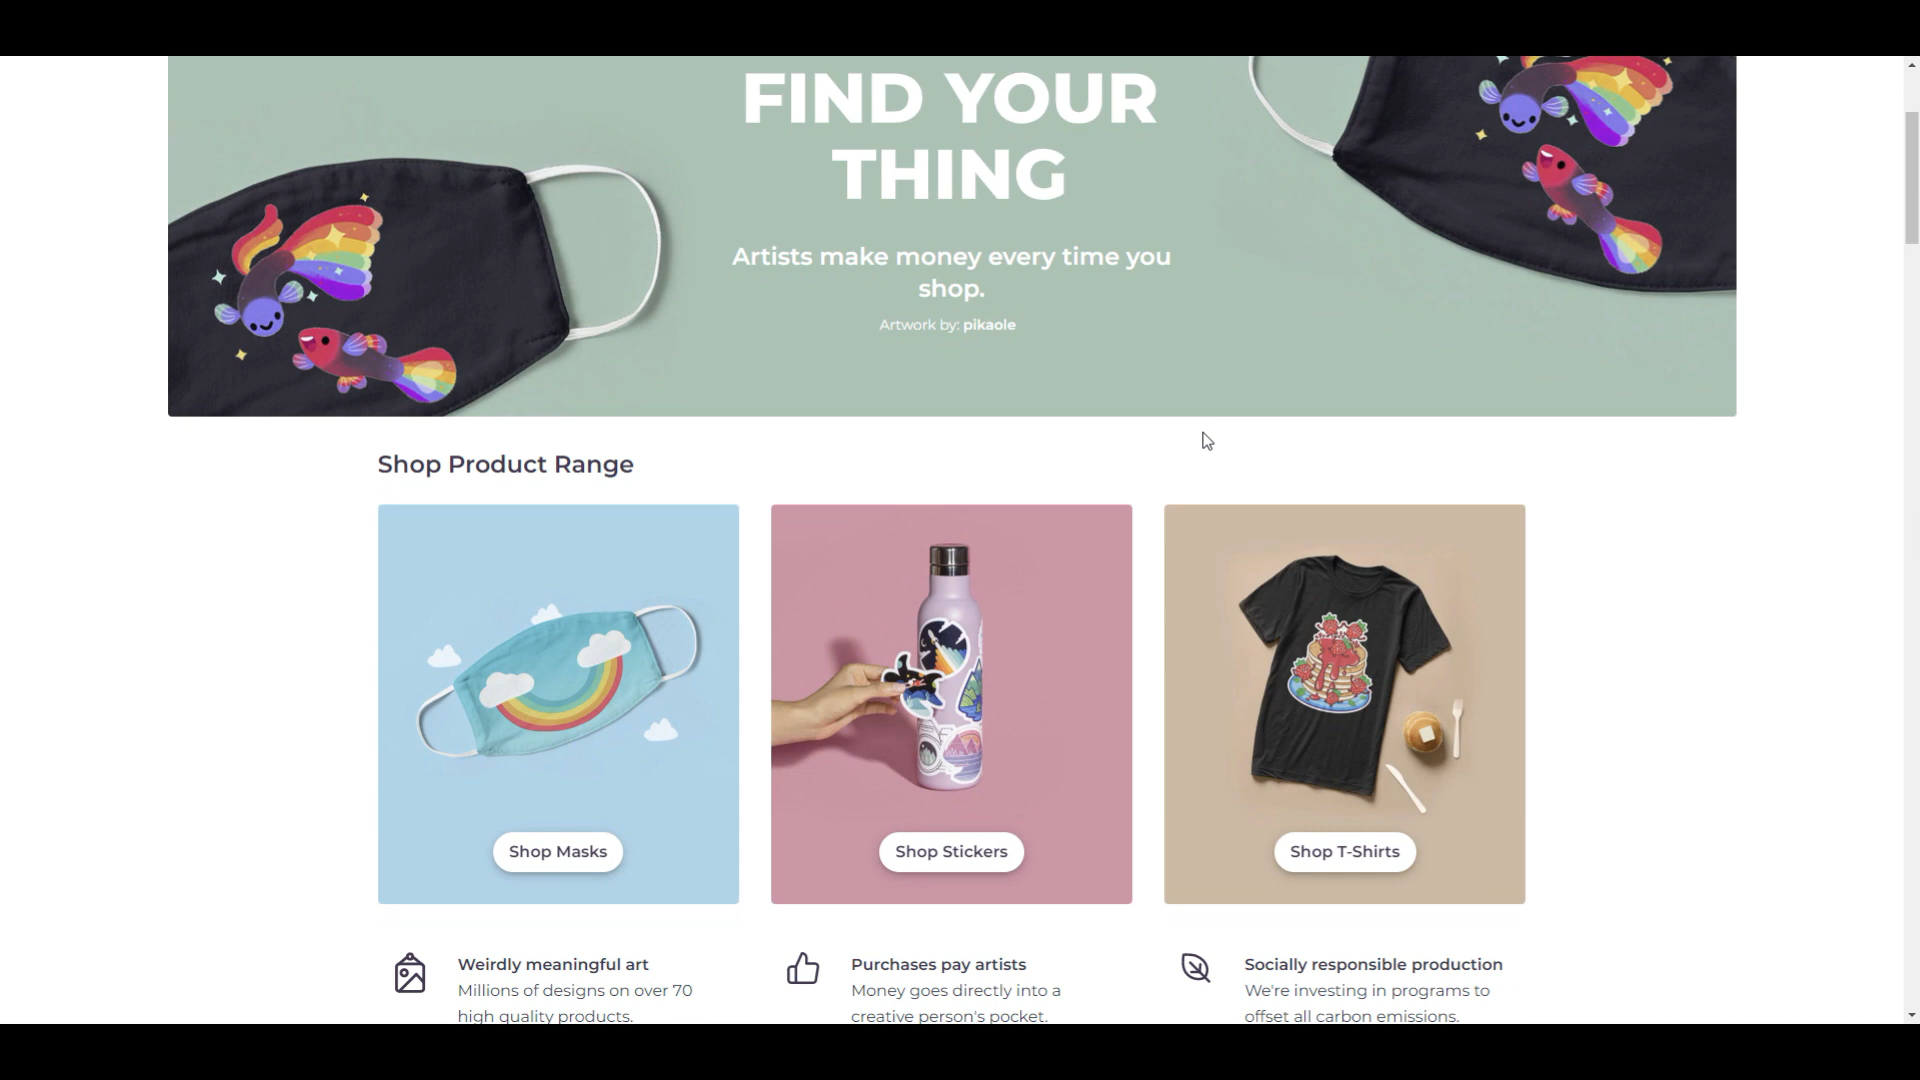 FIND YOUR
THING
Artists make money every time you
shop.
Artwork by: pikaole
Shop Product Range
Shop Masks
Shop Stickers
Shop T-Shirts
Weirdly meaningful art
Millions of designs on over 70
high quality products.
Purchases pay artists
Money goes directly into a
creative person's pocket.
Socially responsible production
We're investing in programs to
offset all carbon emissions.